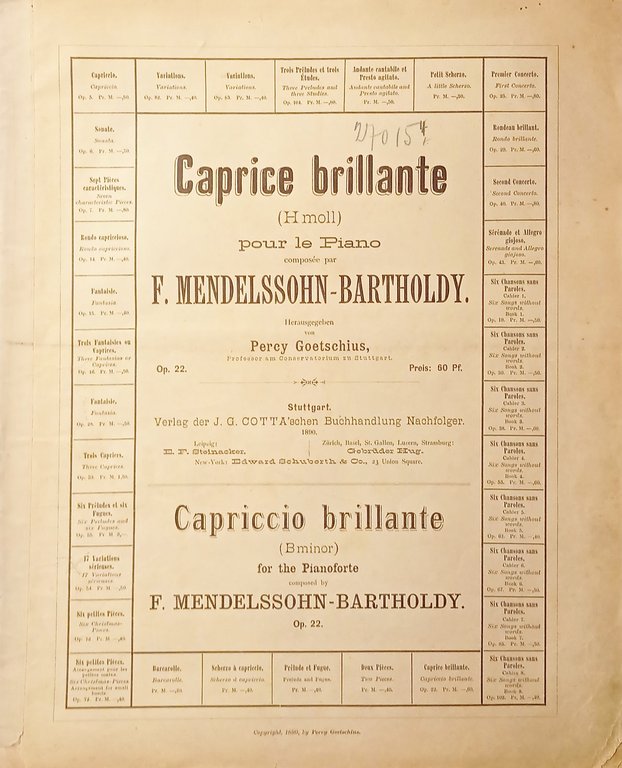 Capriccio.
Capriccio.
Op. 5. Pr. M. —,50.
Variations.
Variations.
Op. 82. Pr. M. —,40.
Variations.
Variations.
Op. 83. Pr. M. —,40.
Trois Préludes et trois
Études.
Three Preludes and
three Studies.
Op. 104. Pr. M. —,60.
Andante cantabile et
Presto agitato.
Andante cantabile and
Presto agitato.
Pr. M. —,50.
Petit Scherzo.
A little Scherzo.
Pr. M. —,30.
Premier Concerto.
First Concerto.
Op. 25. Pr. M. —,80.
Sonate.
Sonata.
Op. 6. Pr. M.
Sept Pièces
caractéristiques.
Seven
characteristic Pieces.
Op. 7. Pr. M. —,80.
Rondo capriccioso.
Rondo capriccioso.
Op. 14. Pr. M. —,40.
Fantaisie.
Fantasia.
Op. 15. Pr. M. —,40.
Trois Fantaisies ou
Caprices.
Three Fantasias or
Caprices.
Op. 16. Pr. M. —,50.
Fantaisie.
Fantasia.
Op. 28. Pr. M. —,50
Trois Caprices.
Three Caprices.
Op. 33. Pr. M. 1,20.
Six Préludes et six
Fugues.
Six Preludes and
six Fugues.
Op. 35. Pr. M. 2,—
17 Variations
sérieuses.
17 Variations
sérieuses.
Op. 54. Pr. M. —,50.
Six petites Pièces.
Six Christmas-
Pieces.
Op. 72. Pr. M. —,40.
Six petites Pièces.
Arrangement pour les
petites mains.
Six Christmas-Pieces
Arrangement for small
hands.
Op. 72. Pr. M. —,40.
270154
Caprice brillante
(H moll)
pour le Piano
composée par
F. MENDELSSOHN-BARTHOLDY.
Herausgegeben
von
Percy Goetschius,
Professor am Conservatorium zu Stuttgart.
Op. 22. Preis: 60 Pf.
Stuttgart.
Verlag der J. G. COTTA'schen Buchhandlung Nachfolger.
1890.
Leipzig: Zürich, Basel, St. Gallen, Luzern, Strassburg:
E. F. Steinacker. Gebrüder Hug.
New-York: Edward Schuberth & Co., 23 Union Square.
Capriccio brillante
(B minor)
for the Pianoforte
composed by
F. MENDELSSOHN-BARTHOLDY.
Op. 22.
Rondeau brillant.
Rondo brillante.
Op. 29. Pr. M.
Second Concerto.
Second Concerto.
Op. 40. Pr. M. —,80.
Sérénade et Allegro
giojoso.
Serenade and Allegro
giojoso.
Op. 43. Pr. M. —,60.
Six Chansons sans
Paroles.
Cahier 1.
Six Songs without
words.
Book 1.
Op. 19. Pr. M. —,50.
Six Chansons sans
Paroles.
Cahier 2.
Six Songs without
words.
Book 2.
Op. 30. Pr. M. —,50.
Six Chansons sans
Paroles.
Cahier 3.
Six Songs without
words.
Book 3.
Op. 38. Pr. M. —,60.
Six Chansons sans
Paroles.
Cahier 4.
Six Songs without
words.
Book 4.
Op. 53. Pr. M. —,60.
Six Chansons sans
Paroles.
Cahier 5.
Six Songs without
words.
Book 5.
Op. 62. Pr. M.
Six Chansons sans
Paroles.
Cahier 6.
Six Songs without
words.
Book 6.
Op. 67. Pr. M. —,50.
Six Chansons sans
Paroles.
Cahier 7.
Six Songs without
words.
Book 7.
Op. 85. Pr. M. —,50.
Six Chansons sans
Paroles.
Cahier 8.
Six Songs without
words.
Book 8.
Op. 102. Pr. M. —,40.
Barcarolle.
Barcarolle.
Pr. M. —,20.
Scherzo à capriccio.
Scherzo à capriccio.
Pr. M. —,40.
Prélude et Fugue.
Prelude and Fugue.
Pr. M. —,40.
Deux Pièces.
Two Pieces.
Pr. M. —,40.
Caprice brillante.
Capriccio brillante.
Op. 22. Pr. M. —,60.
Copyright, 1889, by Percy Goetschius.